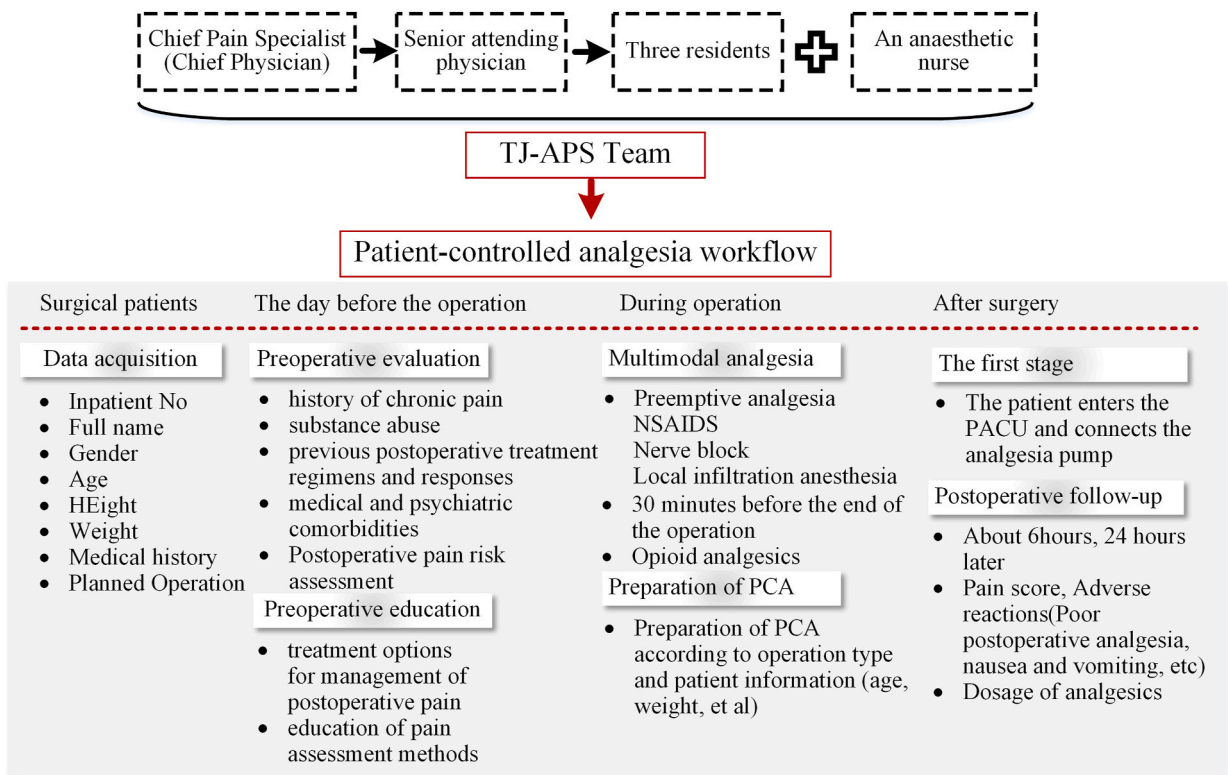 Chief Pain Specialist
(Chief Physician)
Senior attending
physician
Three residents
An anaesthetic
nurse
TJ-APS Team
Patient-controlled analgesia workflow
Surgical patients
The day before the operation
During operation
After surgery
Data acquisition
• Inpatient No
• Full name
• Gender
• Age
• HEight
• Weight
• Medical history
• Planned Operation
Preoperative evaluation
• history of chronic pain
• substance abuse
• previous postoperative treatment
regimens and responses
• medical and psychiatric
comorbidities
• Postoperative pain risk
assessment
Preoperative education
• treatment options
for management of
postoperative pain
• education of pain
assessment methods
Multimodal analgesia
• Preemptive analgesia
NSAIDS
Nerve block
Local infiltration anesthesia
• 30 minutes before the end of
the operation
• Opioid analgesics
Preparation of PCA
• Preparation of PCA
according to operation type
and patient information (age,
weight, et al)
The first stage
• The patient enters the
PACU and connects the
analgesia pump
Postoperative follow-up
• About 6hours, 24 hours
later
• Pain score, Adverse
reactions(Poor
postoperative analgesia,
nausea and vomiting, etc)
• Dosage of analgesics